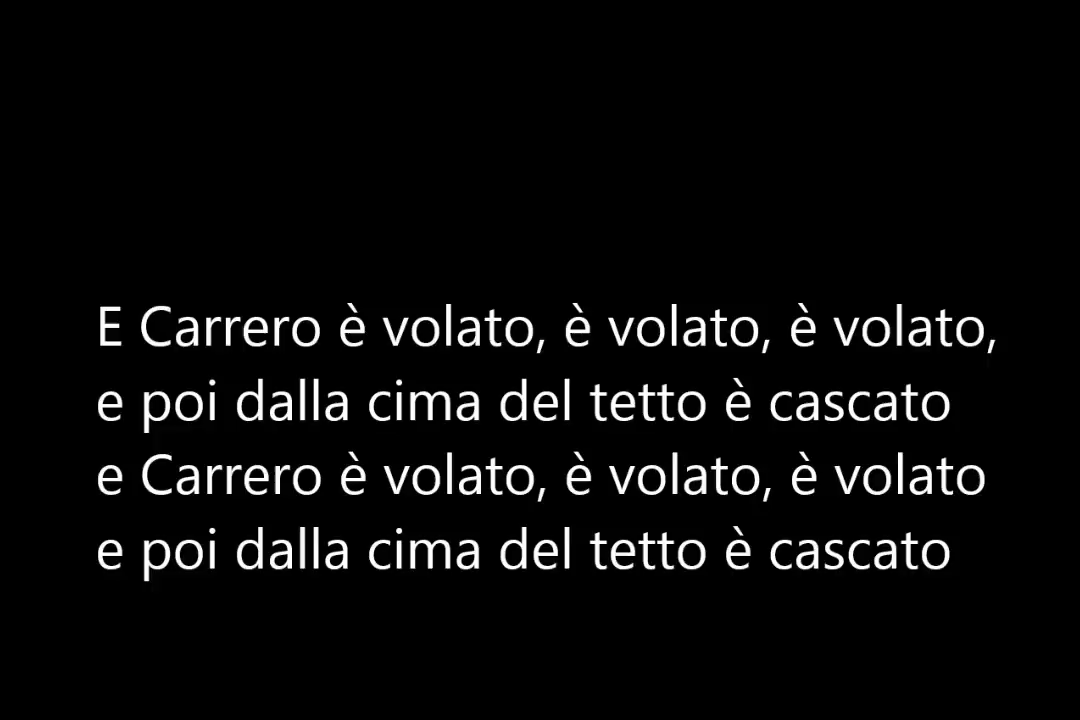 E Carrero è volato, è volato, è volato,
e poi dalla cima del tetto è cascato
e Carrero è volato, è volato, è volato
e poi dalla cima del tetto è cascato